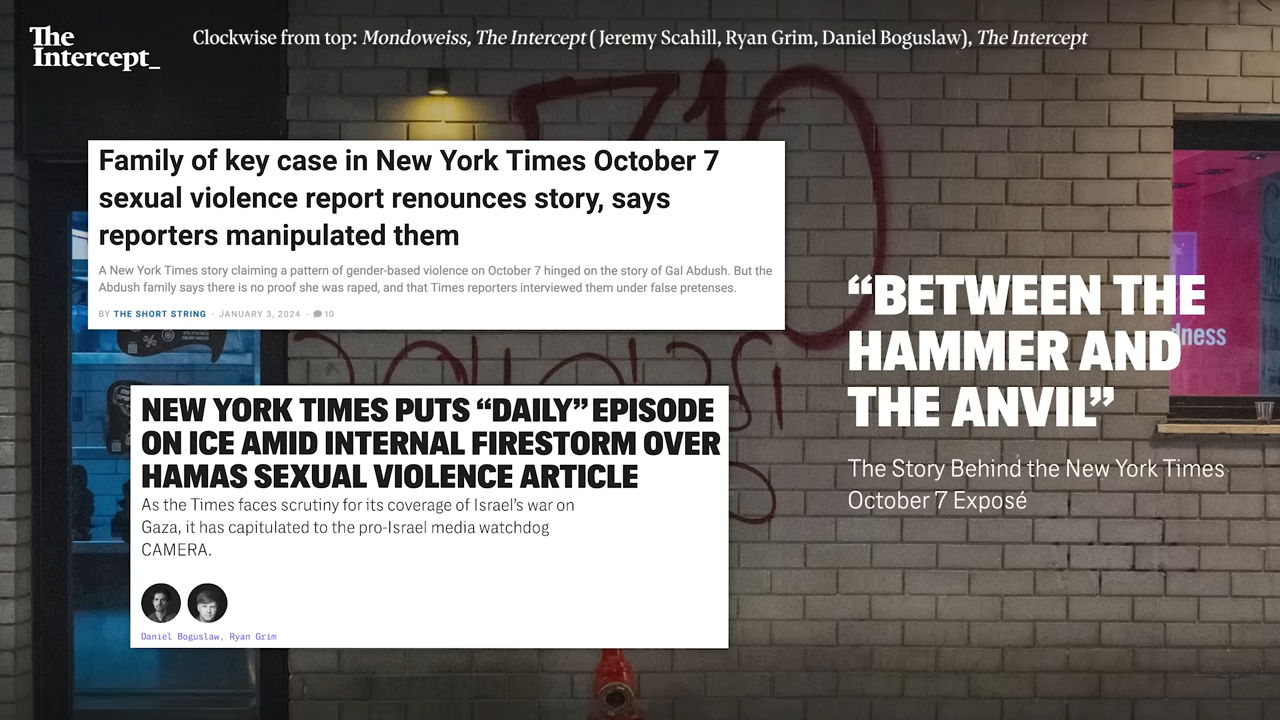 The
Intercept_
Clockwise from top: Mondoweiss, The Intercept ( Jeremy Scahill, Ryan Grim, Daniel Boguslaw), The Intercept
710
Family of key case in New York Times October 7
sexual violence report renounces story, says
reporters manipulated them
A New York Times story claiming a pattern of gender-based violence on October 7 hinged on the story of Gal Abdush. But the
Abdush family says there is no proof she was raped, and that Times reporters interviewed them under false pretenses.
BY THE SHORT STRING · JANUARY 3, 2024 · 10
NEW YORK TIMES PUTS “DAILY” EPISODE
ON ICE AMID INTERNAL FIRESTORM OVER
HAMAS SEXUAL VIOLENCE ARTICLE
As the Times faces scrutiny for its coverage of Israel’s war on
Gaza, it has capitulated to the pro-Israel media watchdog
CAMERA.
Daniel Boguslaw, Ryan Grim
“BETWEEN THE
HAMMER AND
THE ANVIL”
The Story Behind the New York Times
October 7 Exposé